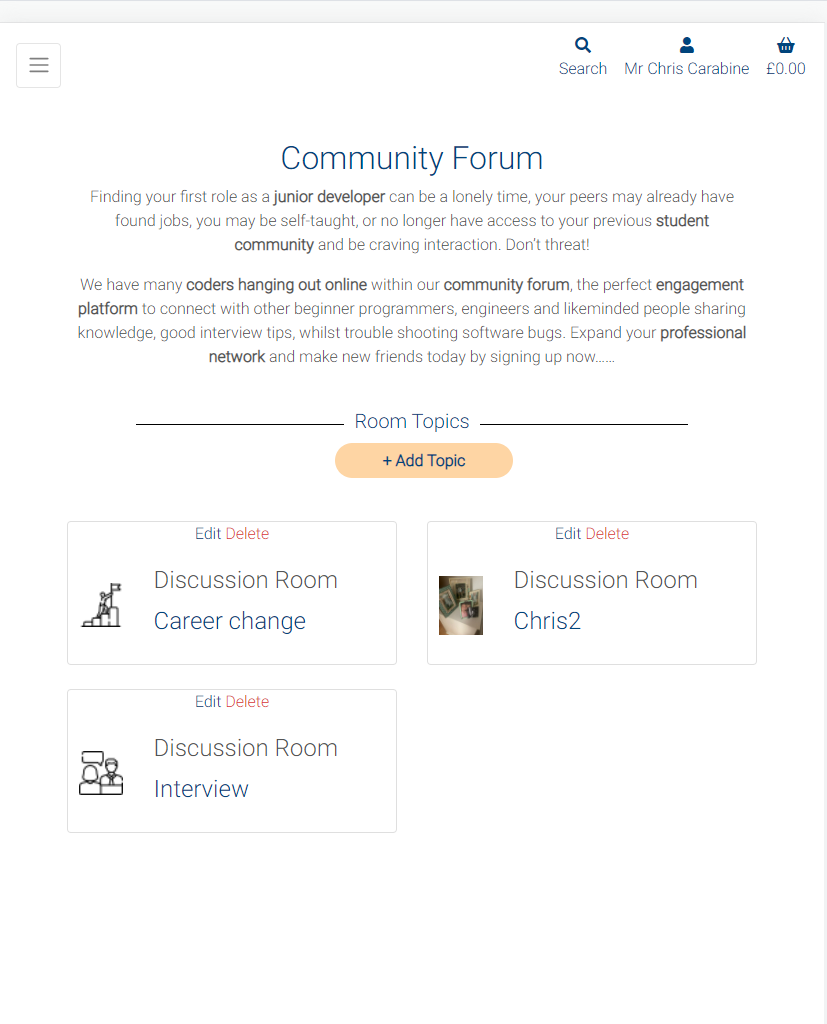 Search Mr Chris Carabine £0.00
Community Forum
Finding your first role as a junior developer can be a lonely time, your peers may already have
found jobs, you may be self-taught, or no longer have access to your previous student
community and be craving interaction. Don’t threat!
We have many coders hanging out online within our community forum, the perfect engagement
platform to connect with other beginner programmers, engineers and likeminded people sharing
knowledge, good interview tips, whilst trouble shooting software bugs. Expand your professional
network and make new friends today by signing up now……
Room Topics
+ Add Topic
Edit Delete
Discussion Room
Career change
Edit Delete
Discussion Room
Chris2
Edit Delete
Discussion Room
Interview